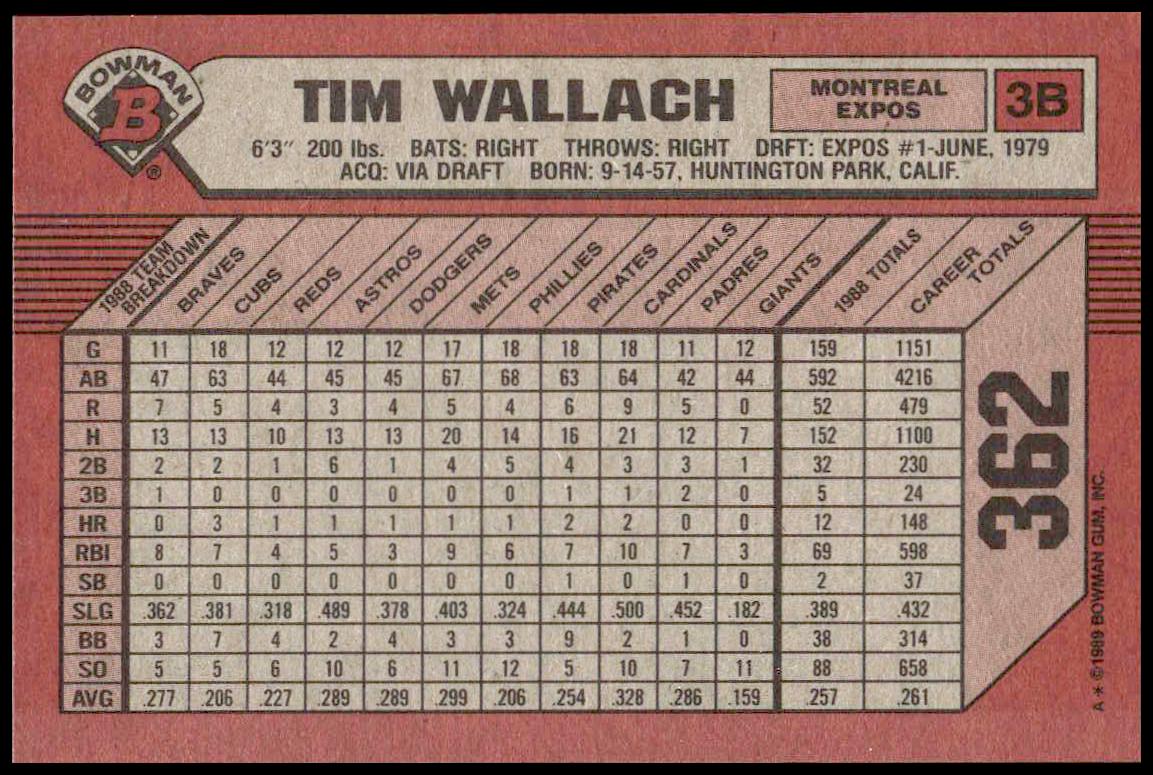 BOWMAN
B
®
TIM WALLACH
MONTREAL
EXPOS
3B
6'3" 200 lbs. BATS: RIGHT THROWS: RIGHT DRFT: EXPOS #1-JUNE, 1979
ACQ: VIA DRAFT BORN: 9-14-57, HUNTINGTON PARK, CALIF.
1988 TEAM BREAKDOWN BRAVES CUBS REDS ASTROS DODGERS METS PHILLIES PIRATES CARDINALS PADRES GIANTS 1988 TOTALS CAREER TOTALS
G 11 18 12 12 12 17 18 18 18 11 12 159 1151
AB 47 63 44 45 45 67 68 63 64 42 44 592 4216
R 7 5 4 3 4 5 4 6 9 5 0 52 479
H 13 13 10 13 13 20 14 16 21 12 7 152 1100
2B 2 2 1 6 1 4 5 4 3 3 1 32 230
3B 1 0 0 0 0 0 0 1 1 2 0 5 24
HR 0 3 1 1 1 1 1 2 2 0 0 12 148
RBI 8 7 4 5 3 9 6 7 10 7 3 69 598
SB 0 0 0 0 0 0 0 1 0 1 0 2 37
SLG .362 .381 .318 .489 .378 .403 .324 .444 .500 .452 .182 .389 .432
BB 3 7 4 2 4 3 3 9 2 1 0 38 314
SO 5 5 6 10 6 11 12 5 10 7 11 88 658
AVG .277 .206 .227 .289 .289 .299 .206 .254 .328 .286 .159 .257 .261
362
A * ©1989 BOWMAN GUM, INC.